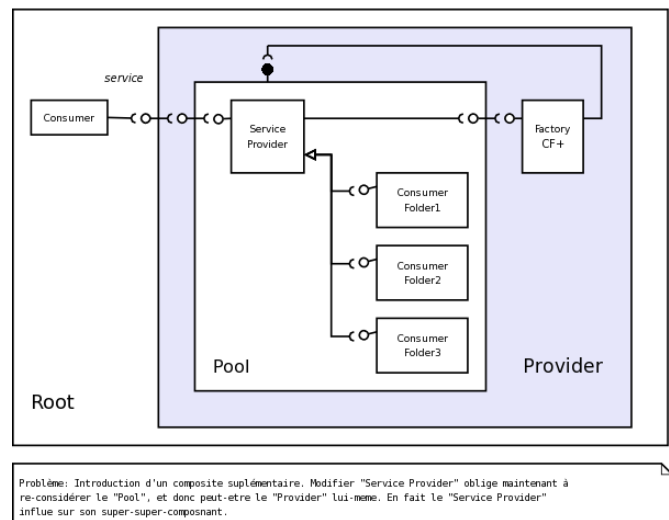 service
Consumer
Service
Provider
Factory
CF+
Consumer
Folder1
Consumer
Folder2
Consumer
Folder3
Pool
Provider
Root
Problème: Introduction d'un composite suplémentaire. Modifier "Service Provider" oblige maintenant à
re-considérer le "Pool", et donc peut-etre le "Provider" lui-meme. En fait le "Service Provider"
influe sur son super-super-composnant.